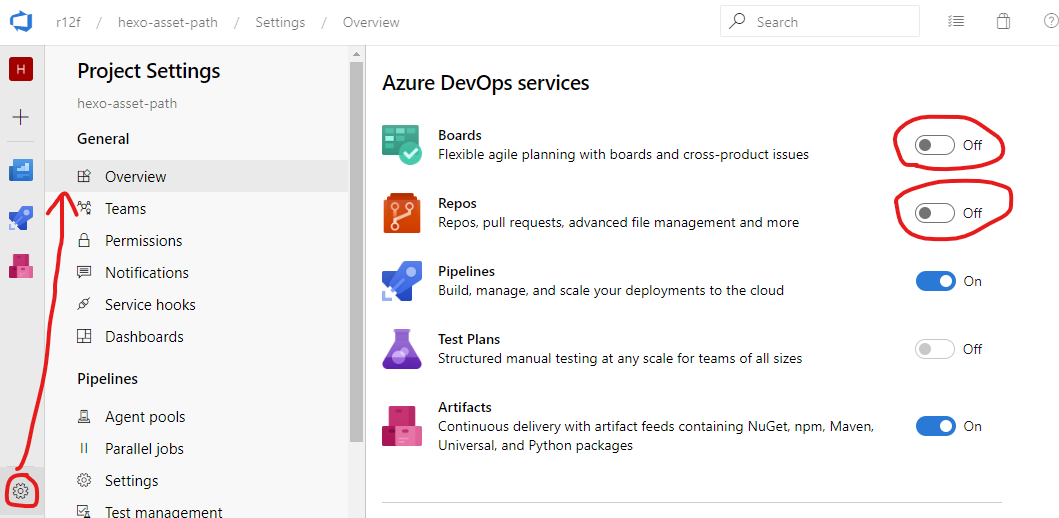 r12f / hexo-asset-path / Settings / Overview
Search
H
Project Settings
hexo-asset-path
General
Overview
Teams
Permissions
Notifications
Service hooks
Dashboards
Pipelines
Agent pools
Parallel jobs
Settings
Test management
Azure DevOps services
Boards
Flexible agile planning with boards and cross-product issues
Off
Repos
Repos, pull requests, advanced file management and more
Off
Pipelines
Build, manage, and scale your deployments to the cloud
On
Test Plans
Structured manual testing at any scale for teams of all sizes
Off
Artifacts
Continuous delivery with artifact feeds containing NuGet, npm, Maven,
Universal, and Python packages
On